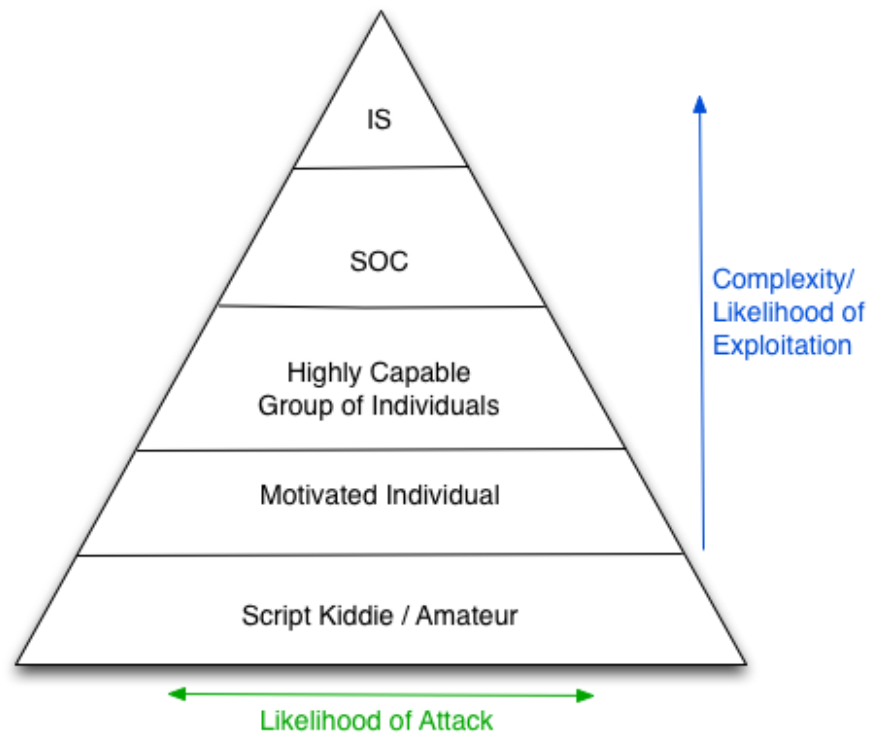 IS
SOC
Highly Capable
Group of Individuals
Motivated Individual
Script Kiddie / Amateur
Complexity/
Likelihood of
Exploitation
Likelihood of Attack